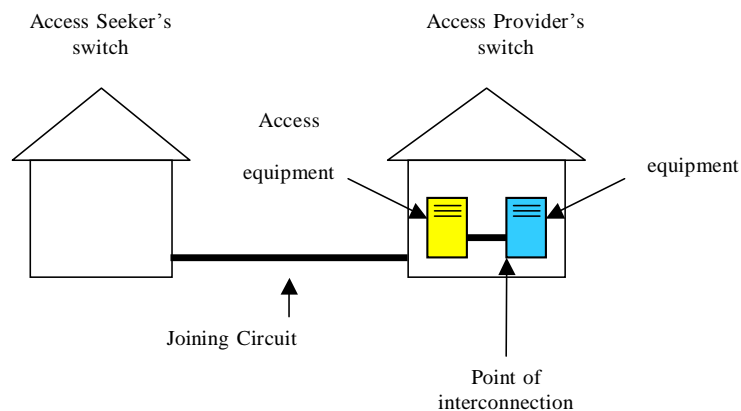 Access Seeker's
switch
Access Provider's
switch
Access
equipment
equipment
Joining Circuit
Point of
interconnection